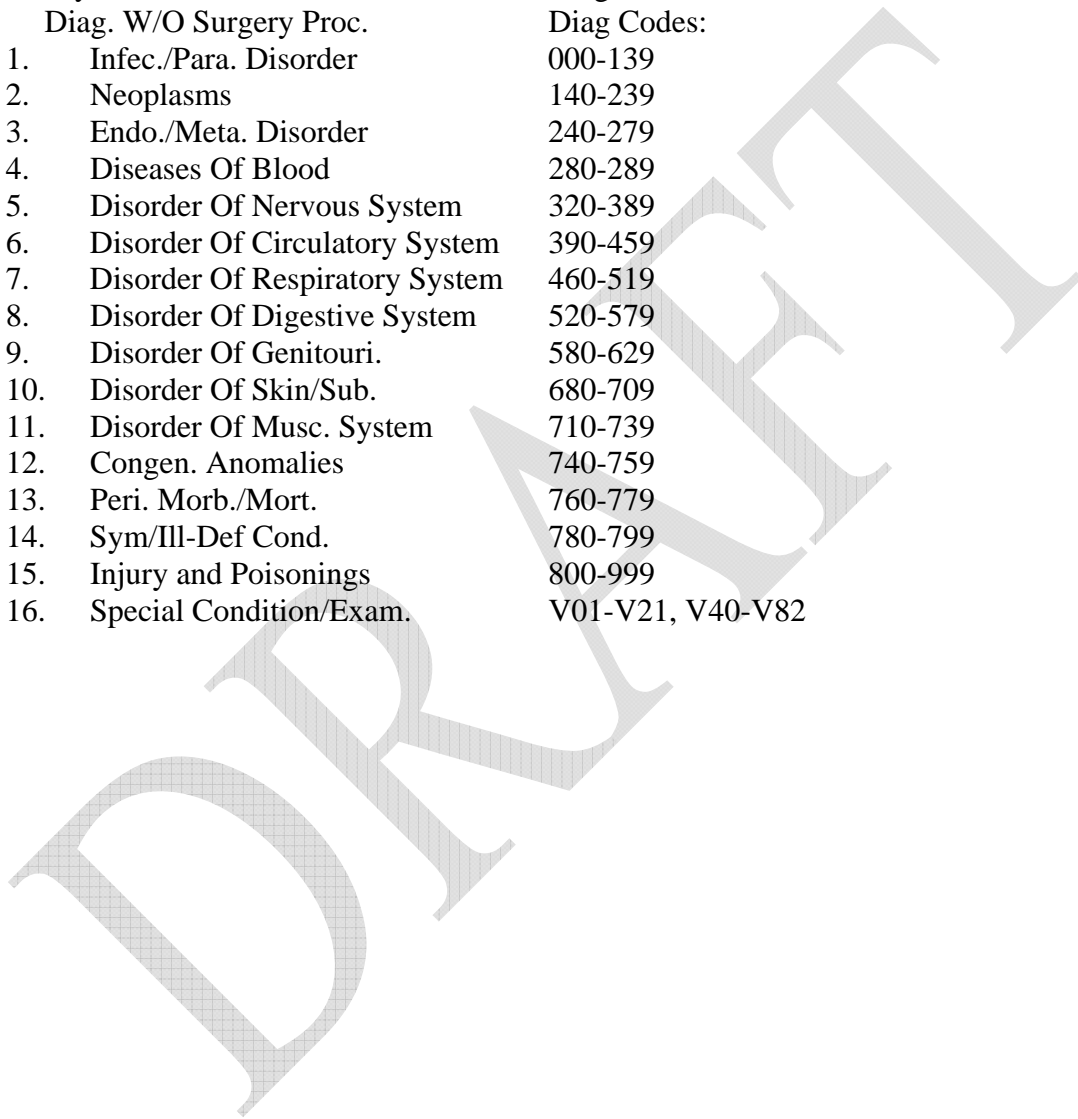 Diag. W/O Surgery Proc. Diag Codes:
1. Infec./Para. Disorder 000-139
2. Neoplasms 140-239
3. Endo./Meta. Disorder 240-279
4. Diseases Of Blood 280-289
5. Disorder Of Nervous System 320-389
6. Disorder Of Circulatory System 390-459
7. Disorder Of Respiratory System 460-519
8. Disorder Of Digestive System 520-579
9. Disorder Of Genitouri. 580-629
10. Disorder Of Skin/Sub. 680-709
11. Disorder Of Musc. System 710-739
12. Congen. Anomalies 740-759
13. Peri. Morb./Mort. 760-779
14. Sym/Ill-Def Cond. 780-799
15. Injury and Poisonings 800-999
16. Special Condition/Exam. V01-V21, V40-V82
DRAFT